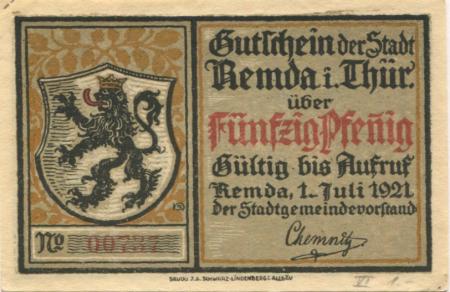 Gutschein der Stadt
Remda i. Thür.
über
Fünfzig Pfenig
Gültig bis Aufruf
Remda, 1. Juli 1921
der Stadtgemeindevorstand
Chemnitz
No 00737